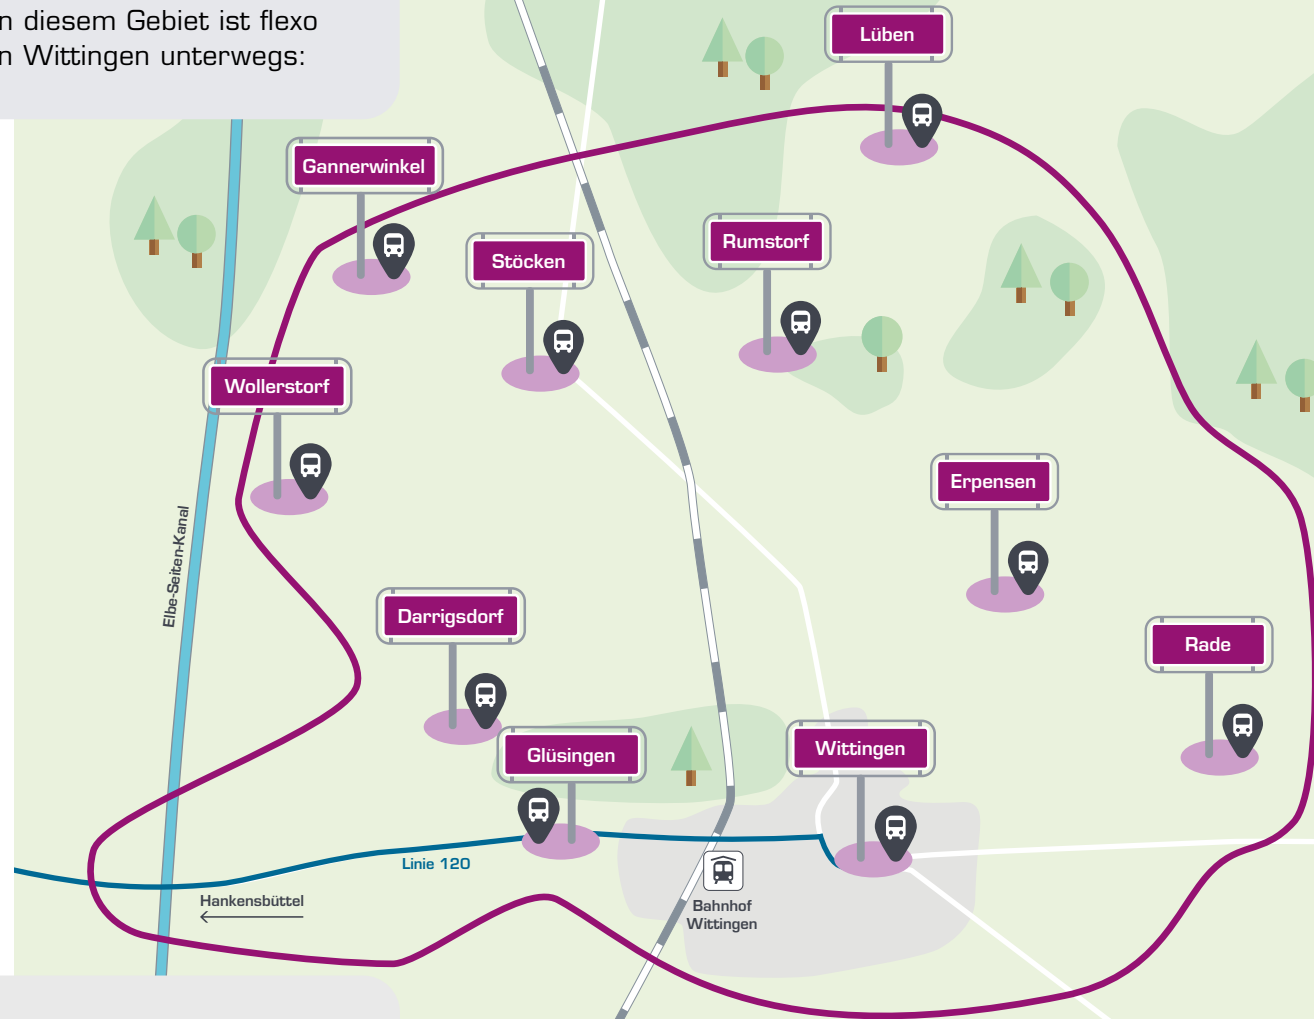 n diesem Gebiet ist flexo
n Wittingen unterwegs:
Lüben
Gannerwinkel
Stöcken
Rumstorf
Wollerstorf
Erpensen
Elbe-Seiten-Kanal
Darrigsdorf
Rade
Glüsingen
Wittingen
Linie 120
Hankensbüttel
Bahnhof
Wittingen